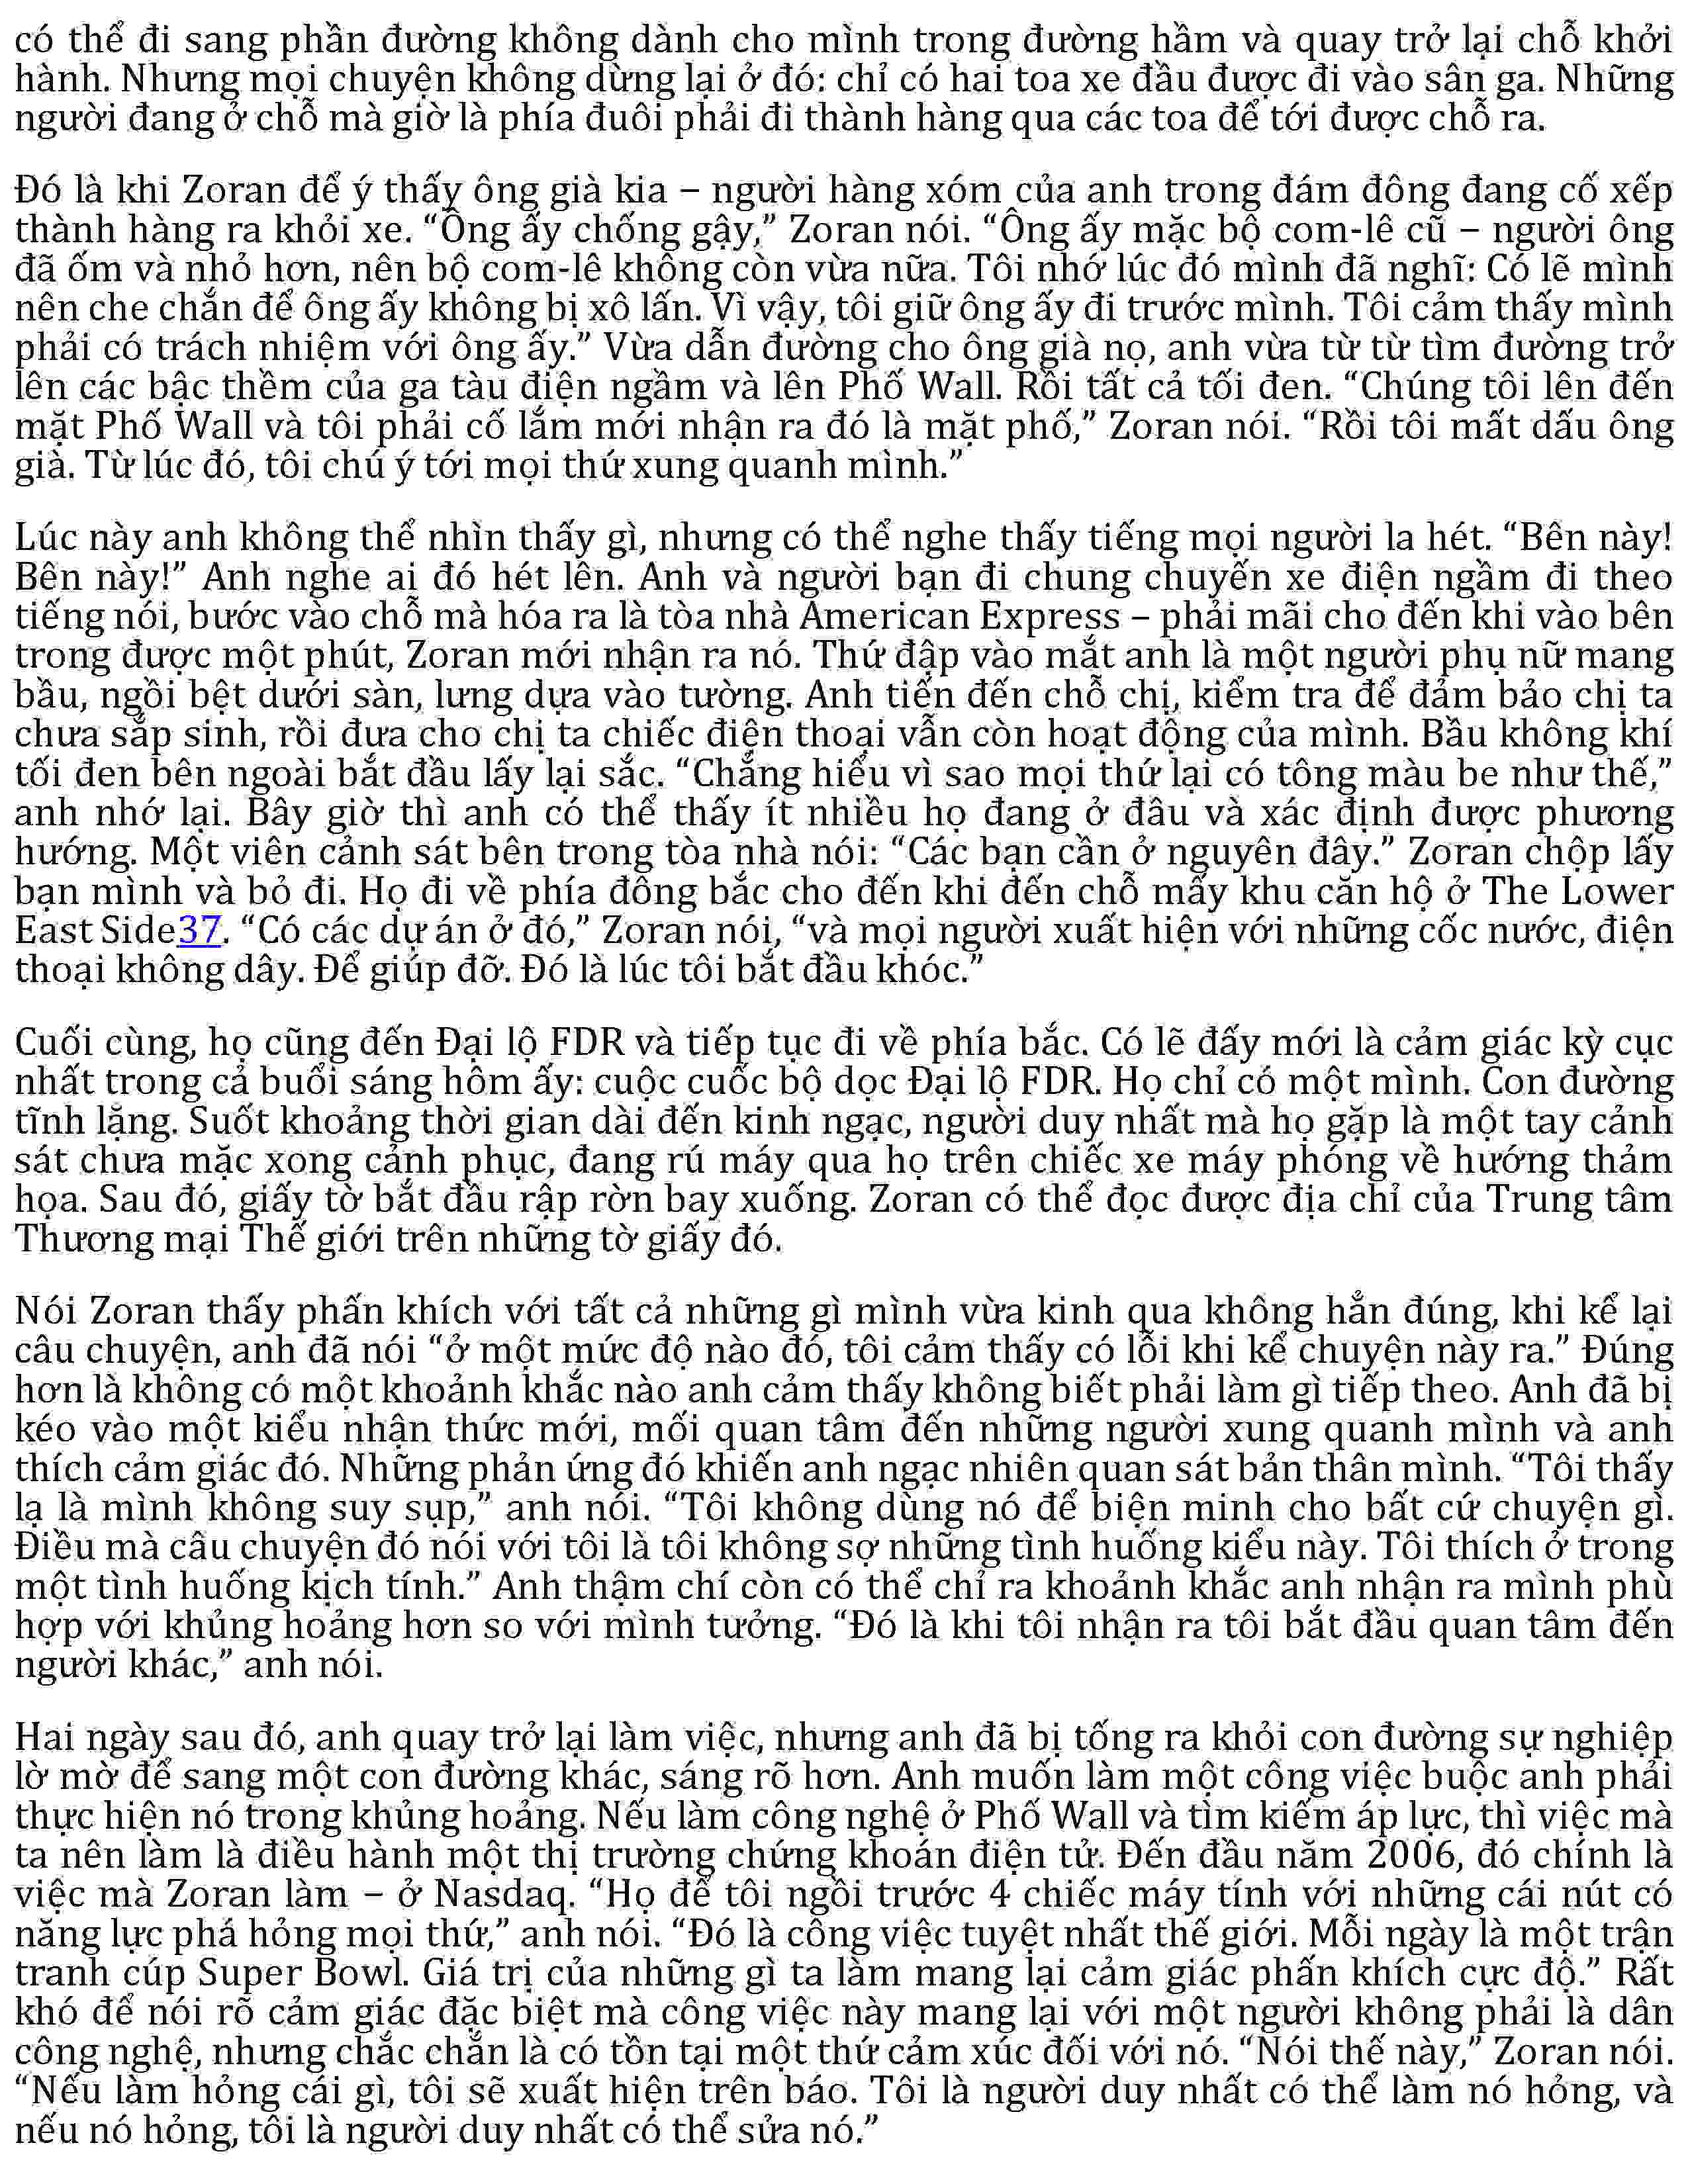 có thể đi sang phần đường không dành cho mình trong đường hầm và quay trở lại chỗ khởi
hành. Nhưng mọi chuyện không dừng lại ở đó: chỉ có hai toa xe đầu được đi vào sân ga. Những
người đang ở chỗ mà giờ là phía đuôi phải đi thành hàng qua các toa để tới được chỗ ra.
Đó là khi Zoran để ý thấy ông già kia – người hàng xóm của anh trong đám đông đang cố xếp
thành hàng ra khỏi xe. “Ông ấy chống gậy,” Zoran nói. “Ông ấy mặc bộ com-lê cũ – người ông
đã ốm và nhỏ hơn, nên bộ com-lê không còn vừa nữa. Tôi nhớ lúc đó mình đã nghĩ: Có lẽ mình
nên che chắn để ông ấy không bị xô lấn. Vì vậy, tôi giữ ông ấy đi trước mình. Tôi cảm thấy mình
phải có trách nhiệm với ông ấy.” Vừa dẫn đường cho ông già nọ, anh vừa từ từ tìm đường trở
lên các bậc thềm của ga tàu điện ngầm và lên Phố Wall. Rồi tất cả tối đen. “Chúng tôi lên đến
mặt Phố Wall và tôi phải cố lắm mới nhận ra đó là mặt phố,” Zoran nói. “Rồi tôi mất dấu ông
già. Từ lúc đó, tôi chú ý tới mọi thứ xung quanh mình.”
Lúc này anh không thể nhìn thấy gì, nhưng có thể nghe thấy tiếng mọi người la hét. “Bên này!
Bên này!” Anh nghe ai đó hét lên. Anh và người bạn đi chung chuyến xe điện ngầm đi theo
tiếng nói, bước vào chỗ mà hóa ra là tòa nhà American Express – phải mãi cho đến khi vào bên
trong được một phút, Zoran mới nhận ra nó. Thứ đập vào mắt anh là một người phụ nữ mang
bầu, ngồi bệt dưới sàn, lưng dựa vào tường. Anh tiến đến chỗ chị, kiểm tra để đảm bảo chị ta
chưa sắp sinh, rồi đưa cho chị ta chiếc điện thoại vẫn còn hoạt động của mình. Bầu không khí
tối đen bên ngoài bắt đầu lấy lại sắc. “Chẳng hiểu vì sao mọi thứ lại có tông màu be như thế,”
anh nhớ lại. Bây giờ thì anh có thể thấy ít nhiều họ đang ở đâu và xác định được phương
hướng. Một viên cảnh sát bên trong tòa nhà nói: “Các bạn cần ở nguyên đây.” Zoran chộp lấy
bạn mình và bỏ đi. Họ đi về phía đông bắc cho đến khi đến chỗ mấy khu căn hộ ở The Lower
East Side37. “Có các dự án ở đó,” Zoran nói, “và mọi người xuất hiện với những cốc nước, điện
thoại không dây. Để giúp đỡ. Đó là lúc tôi bắt đầu khóc.”
Cuối cùng, họ cũng đến Đại lộ FDR và tiếp tục đi về phía bắc. Có lẽ đấy mới là cảm giác kỳ cục
nhất trong cả buổi sáng hôm ấy: cuộc cuốc bộ dọc Đại lộ FDR. Họ chỉ có một mình. Con đường
tĩnh lặng. Suốt khoảng thời gian dài đến kinh ngạc, người duy nhất mà họ gặp là một tay cảnh
sát chưa mặc xong cảnh phục, đang rú máy qua họ trên chiếc xe máy phóng về hướng thảm
họa. Sau đó, giấy tờ bắt đầu rập rờn bay xuống. Zoran có thể đọc được địa chỉ của Trung tâm
Thương mại Thế giới trên những tờ giấy đó.
Nói Zoran thấy phấn khích với tất cả những gì mình vừa kinh qua không hẳn đúng, khi kể lại
câu chuyện, anh đã nói “ở một mức độ nào đó, tôi cảm thấy có lỗi khi kể chuyện này ra.” Đúng
hơn là không có một khoảnh khắc nào anh cảm thấy không biết phải làm gì tiếp theo. Anh đã bị
kéo vào một kiểu nhận thức mới, mối quan tâm đến những người xung quanh mình và anh
thích cảm giác đó. Những phản ứng đó khiến anh ngạc nhiên quan sát bản thân mình. “Tôi thấy
lạ là mình không suy sụp,” anh nói. “Tôi không dùng nó để biện minh cho bất cứ chuyện gì.
Điều mà câu chuyện đó nói với tôi là tôi không sợ những tình huống kiểu này. Tôi thích ở trong
một tình huống kịch tính.” Anh thậm chí còn có thể chỉ ra khoảnh khắc anh nhận ra mình phù
hợp với khủng hoảng hơn so với mình tưởng. “Đó là khi tôi nhận ra tôi bắt đầu quan tâm đến
người khác,” anh nói.
Hai ngày sau đó, anh quay trở lại làm việc, nhưng anh đã bị tống ra khỏi con đường sự nghiệp
lờ mờ để sang một con đường khác, sáng rõ hơn. Anh muốn làm một công việc buộc anh phải
thực hiện nó trong khủng hoảng. Nếu làm công nghệ ở Phố Wall và tìm kiếm áp lực, thì việc mà
ta nên làm là điều hành một thị trường chứng khoán điện tử. Đến đầu năm 2006, đó chính là
việc mà Zoran làm – ở Nasdaq. “Họ để tôi ngồi trước 4 chiếc máy tính với những cái nút có
năng lực phá hỏng mọi thứ,” anh nói. “Đó là công việc tuyệt nhất thế giới. Mỗi ngày là một trận
tranh cúp Super Bowl. Giá trị của những gì ta làm mang lại cảm giác phấn khích cực độ.” Rất
khó để nói rõ cảm giác đặc biệt mà công việc này mang lại với một người không phải là dân
công nghệ, nhưng chắc chắn là có tồn tại một thứ cảm xúc đối với nó. “Nói thế này,” Zoran nói.
“Nếu làm hỏng cái gì, tôi sẽ xuất hiện trên báo. Tôi là người duy nhất có thể làm nó hỏng, và
nếu nó hỏng, tôi là người duy nhất có thể sửa nó.”